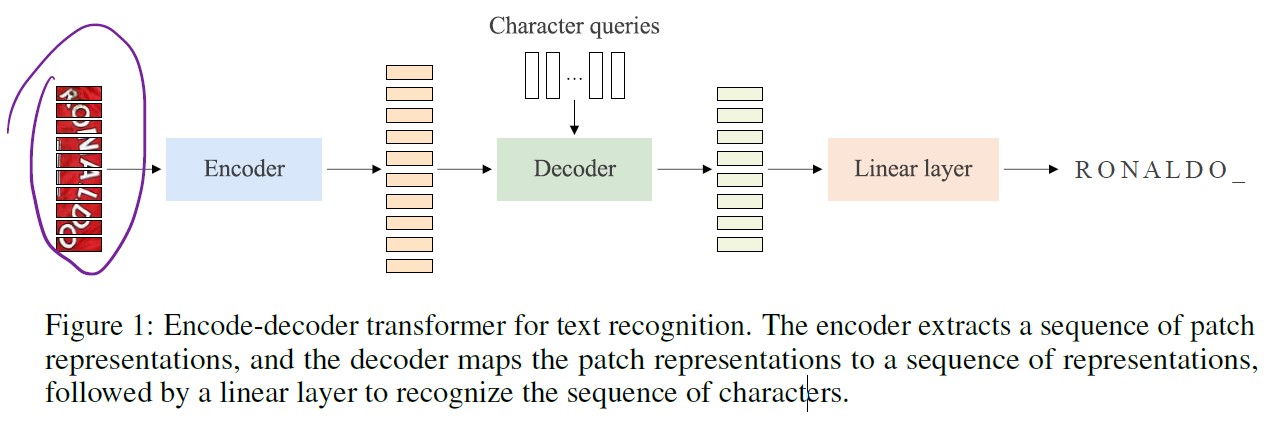 Character queries
...
RONALDO
Encoder
Decoder
Linear layer
R O N A L D O _
Figure 1: Encode-decoder transformer for text recognition. The encoder extracts a sequence of patch
representations, and the decoder maps the patch representations to a sequence of representations,
followed by a linear layer to recognize the sequence of characters.